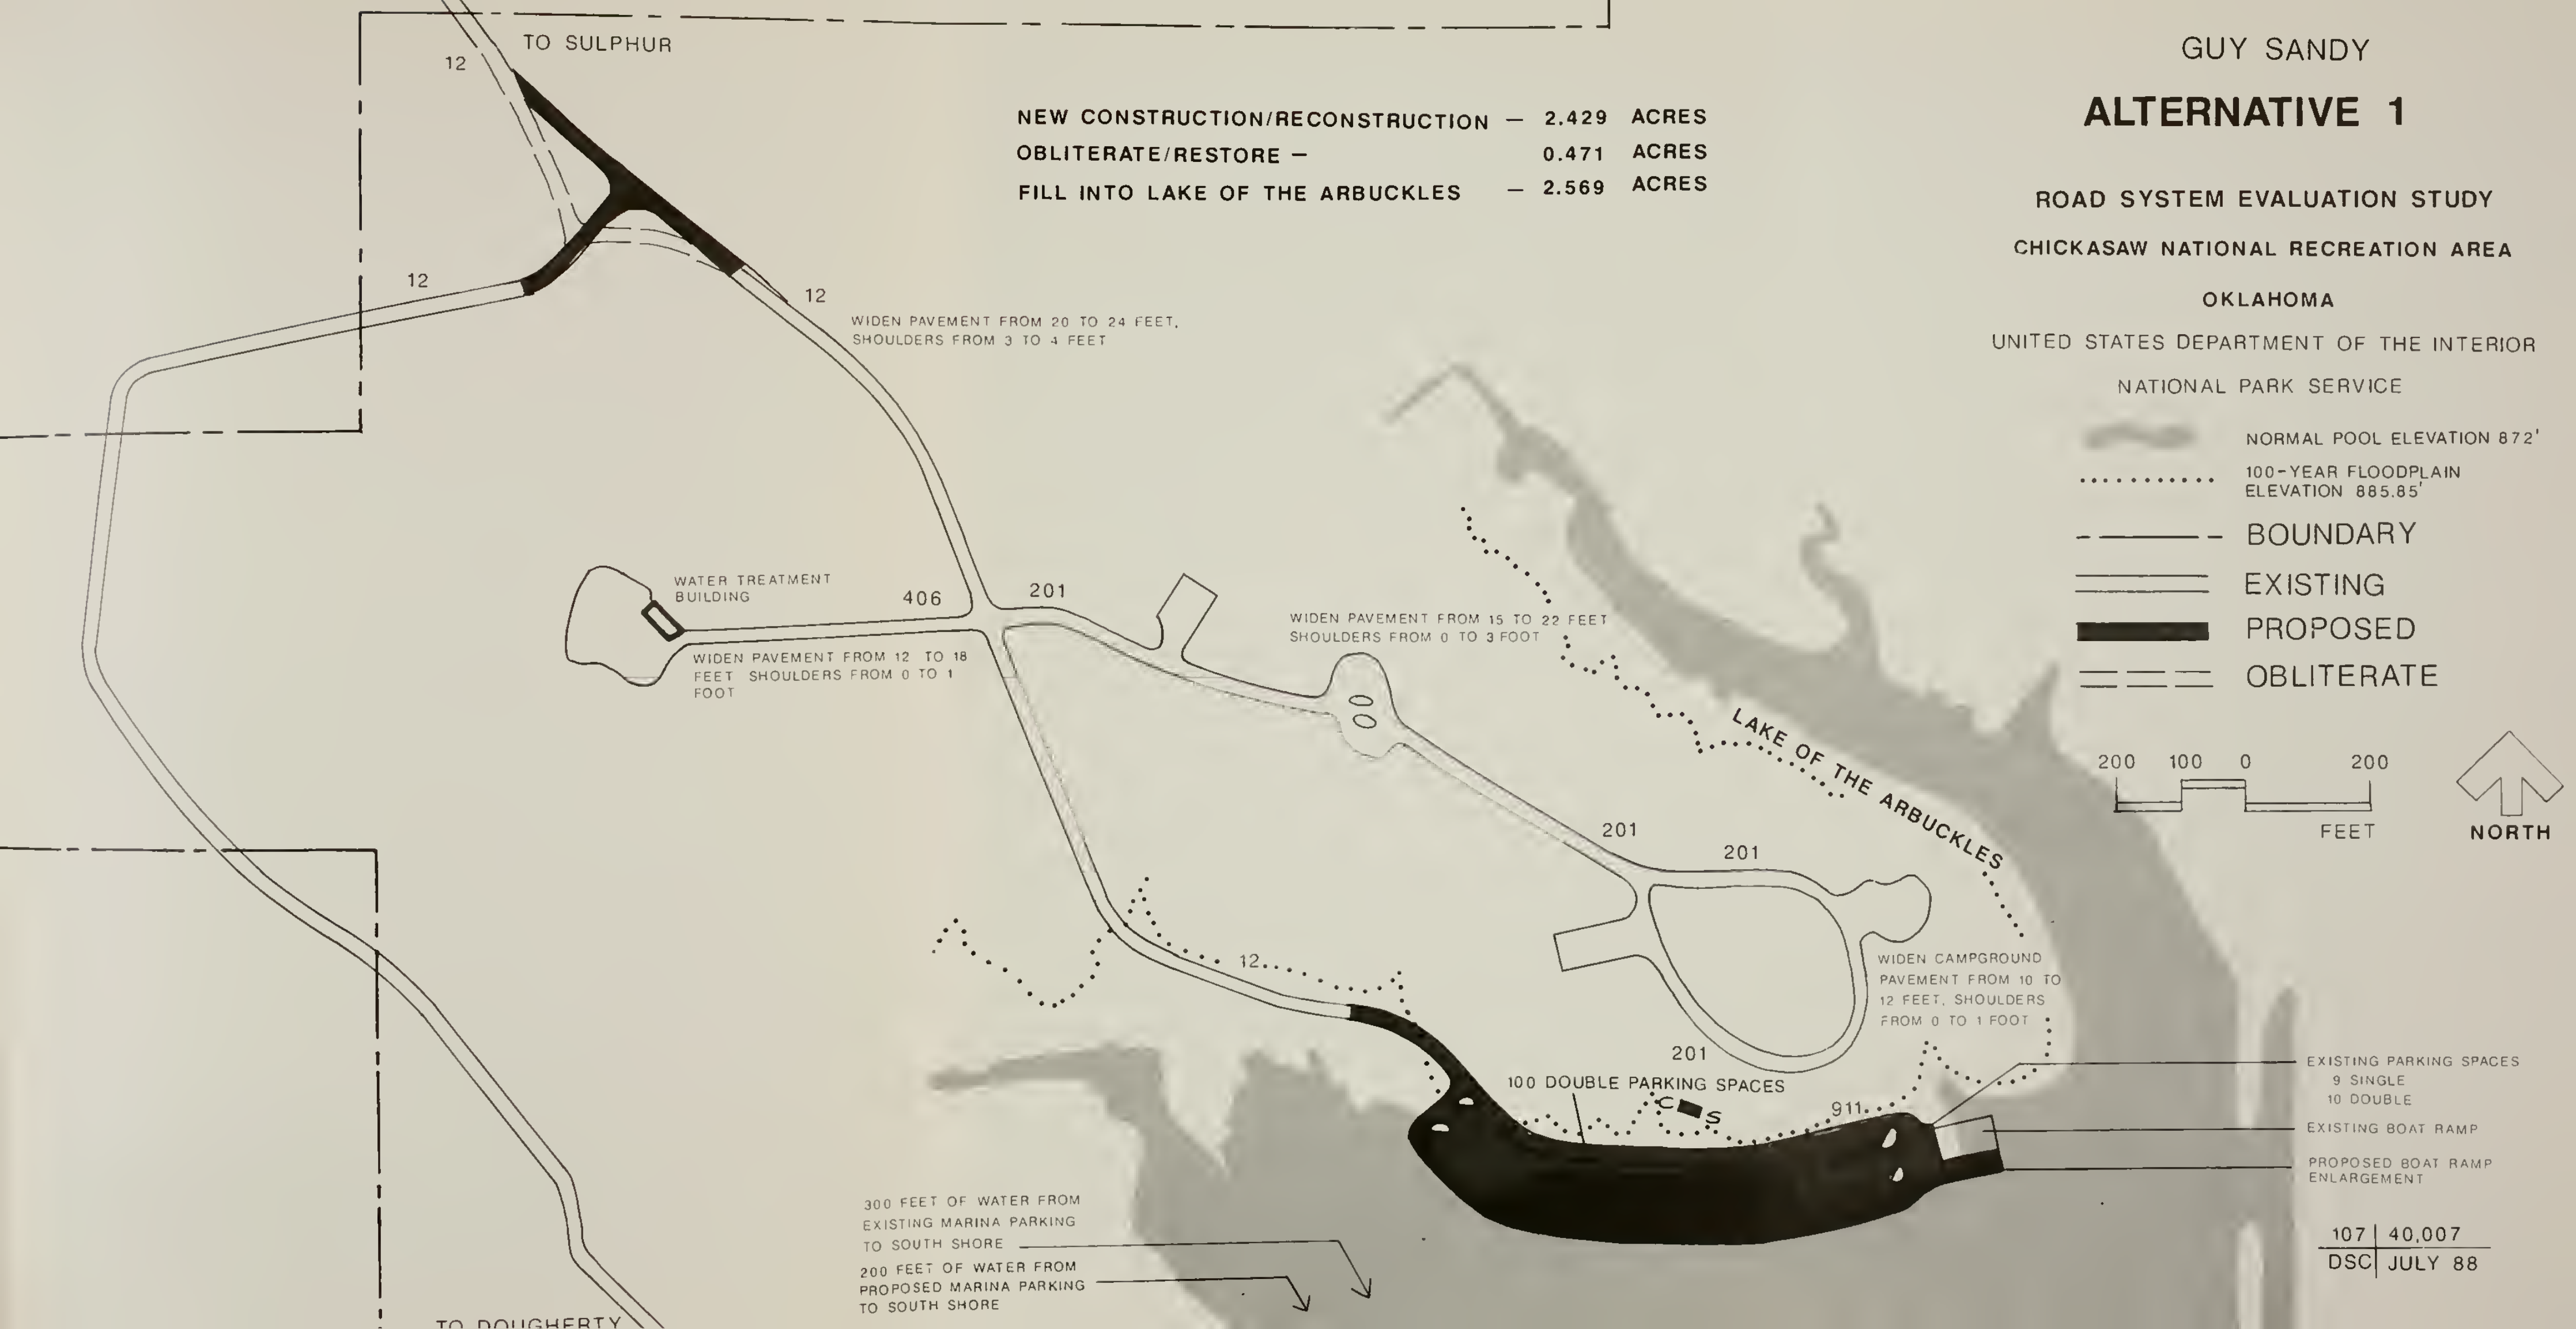 GUY SANDY
ALTERNATIVE 1
ROAD SYSTEM EVALUATION STUDY
CHICKASAW NATIONAL RECREATION AREA
OKLAHOMA
UNITED STATES DEPARTMENT OF THE INTERIOR
NATIONAL PARK SERVICE
NORMAL POOL ELEVATION 872'
100-YEAR FLOODPLAIN
ELEVATION 885.85'
BOUNDARY
EXISTING
PROPOSED
OBLITERATE
200 100 0 200
FEET
NORTH
TO SULPHUR
12
NEW CONSTRUCTION/RECONSTRUCTION — 2.429 ACRES
OBLITERATE/RESTORE — 0.471 ACRES
FILL INTO LAKE OF THE ARBUCKLES — 2.569 ACRES
12
12
WIDEN PAVEMENT FROM 20 TO 24 FEET,
SHOULDERS FROM 3 TO 4 FEET
WATER TREATMENT
BUILDING
406
201
WIDEN PAVEMENT FROM 12 TO 18
FEET SHOULDERS FROM 0 TO 1
FOOT
WIDEN PAVEMENT FROM 15 TO 22 FEET
SHOULDERS FROM 0 TO 3 FOOT
LAKE OF THE ARBUCKLES
201
201
12
WIDEN CAMPGROUND
PAVEMENT FROM 10 TO
12 FEET, SHOULDERS
FROM 0 TO 1 FOOT
201
100 DOUBLE PARKING SPACES
C S
911
EXISTING PARKING SPACES
9 SINGLE
10 DOUBLE
EXISTING BOAT RAMP
PROPOSED BOAT RAMP
ENLARGEMENT
300 FEET OF WATER FROM
EXISTING MARINA PARKING
TO SOUTH SHORE
200 FEET OF WATER FROM
PROPOSED MARINA PARKING
TO SOUTH SHORE
107 40,007
DSC JULY 88
TO DOUGHERTY